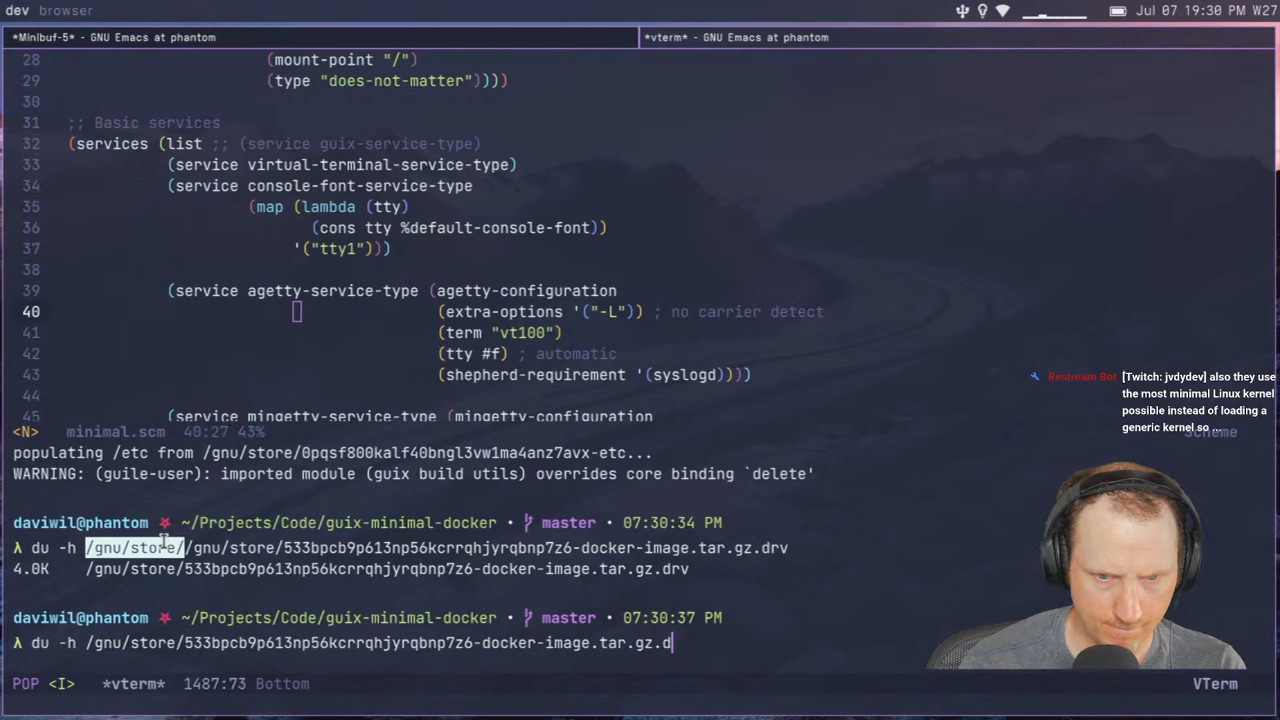 dev browser
Jul 07 19:30 PM W27
*Minibuf-5* - GNU Emacs at phantom
*vterm* - GNU Emacs at phantom
28 (mount-point "/")
29 (type "does-not-matter"))))
30
31 ;; Basic services
32 (services (list ;; (service guix-service-type)
33 (service virtual-terminal-service-type)
34 (service console-font-service-type
35 (map (lambda (tty)
36 (cons tty %default-console-font))
37 '("tty1")))
38
39 (service agetty-service-type (agetty-configuration
40 (extra-options '("-L")) ; no carrier detect
41 (term "vt100")
42 (tty #f) ; automatic
43 (shepherd-requirement '(syslogd))))
44
45 (service mingetty-service-type (mingetty-configuration
<N> minimal.scm 40:27 43% Scheme
populating /etc from /gnu/store/0pqsf800kalf40bngl3vw1ma4anz7avx-etc...
WARNING: (guile-user): imported module (guix build utils) overrides core binding `delete'
daviwil@phantom ~/Projects/Code/guix-minimal-docker • master • 07:30:34 PM
λ du -h /gnu/store//gnu/store/533bpcb9p613np56kcrrqhjyrqbnp7z6-docker-image.tar.gz.drv
4.0K /gnu/store/533bpcb9p613np56kcrrqhjyrqbnp7z6-docker-image.tar.gz.drv
daviwil@phantom ~/Projects/Code/guix-minimal-docker • master • 07:30:37 PM
λ du -h /gnu/store/533bpcb9p613np56kcrrqhjyrqbnp7z6-docker-image.tar.gz.d
POP <I> *vterm* 1487:73 Bottom VTerm
Restream Bot [Twitch: jvdydev] also they use
the most minimal Linux kernel
possible instead of loading a
generic kernel so ...